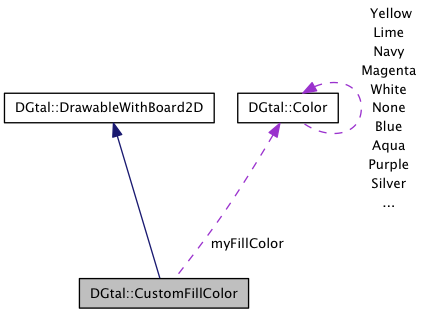 Yellow
Lime
Navy
Magenta
White
None
Blue
Aqua
Purple
Silver
...
DGtal::DrawableWithBoard2D
DGtal::Color
myFillColor
DGtal::CustomFillColor